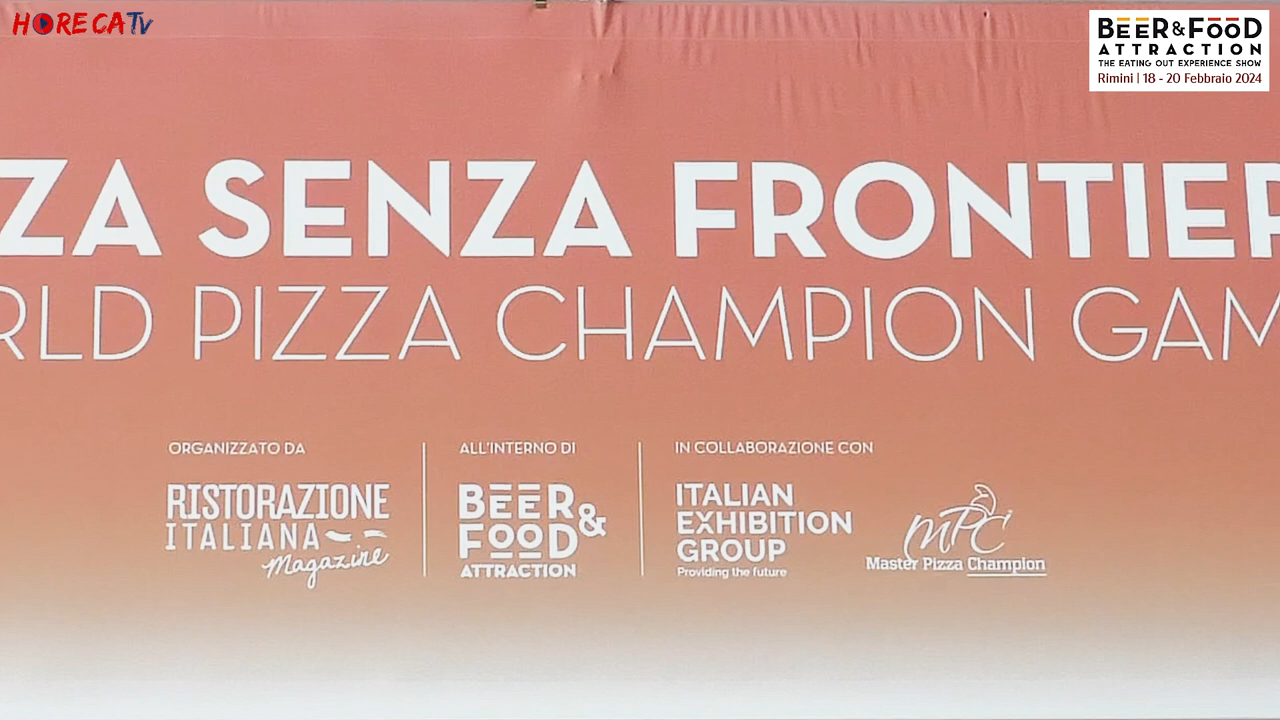 HORECATv
BEER&FOOD
ATTRACTION
THE EATING OUT EXPERIENCE SHOW
Rimini | 18 - 20 Febbraio 2024
ZA SENZA FRONTIER
RLD PIZZA CHAMPION GAM
ORGANIZZATO DA
RISTORAZIONE
ITALIANA
Magazine
ALL'INTERNO DI
BEER&
FOOD
ATTRACTION
IN COLLABORAZIONE CON
ITALIAN
EXHIBITION
GROUP
Providing the future
MPC
Master Pizza Champion